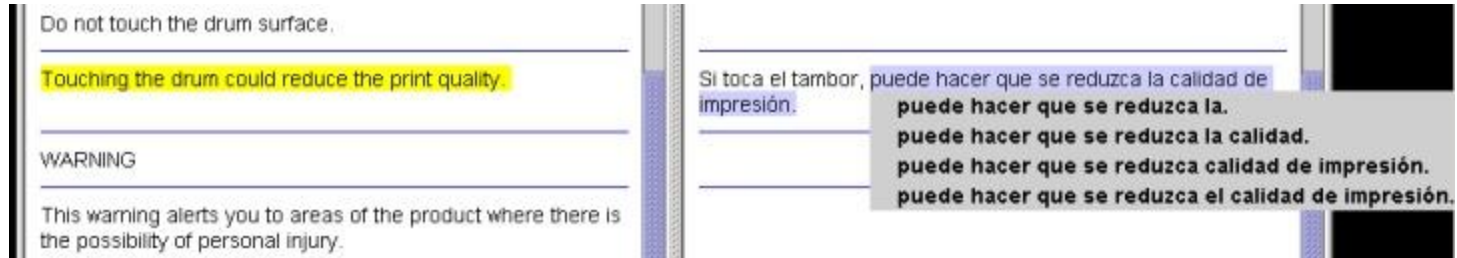 Do not touch the drum surface.
Touching the drum could reduce the print quality.
WARNING
This warning alerts you to areas of the product where there is
the possibility of personal injury.
Si toca el tambor, puede hacer que se reduzca la calidad de
impresión.
puede hacer que se reduzca la.
puede hacer que se reduzca la calidad.
puede hacer que se reduzca calidad de impresión.
puede hacer que se reduzca el calidad de impresión.